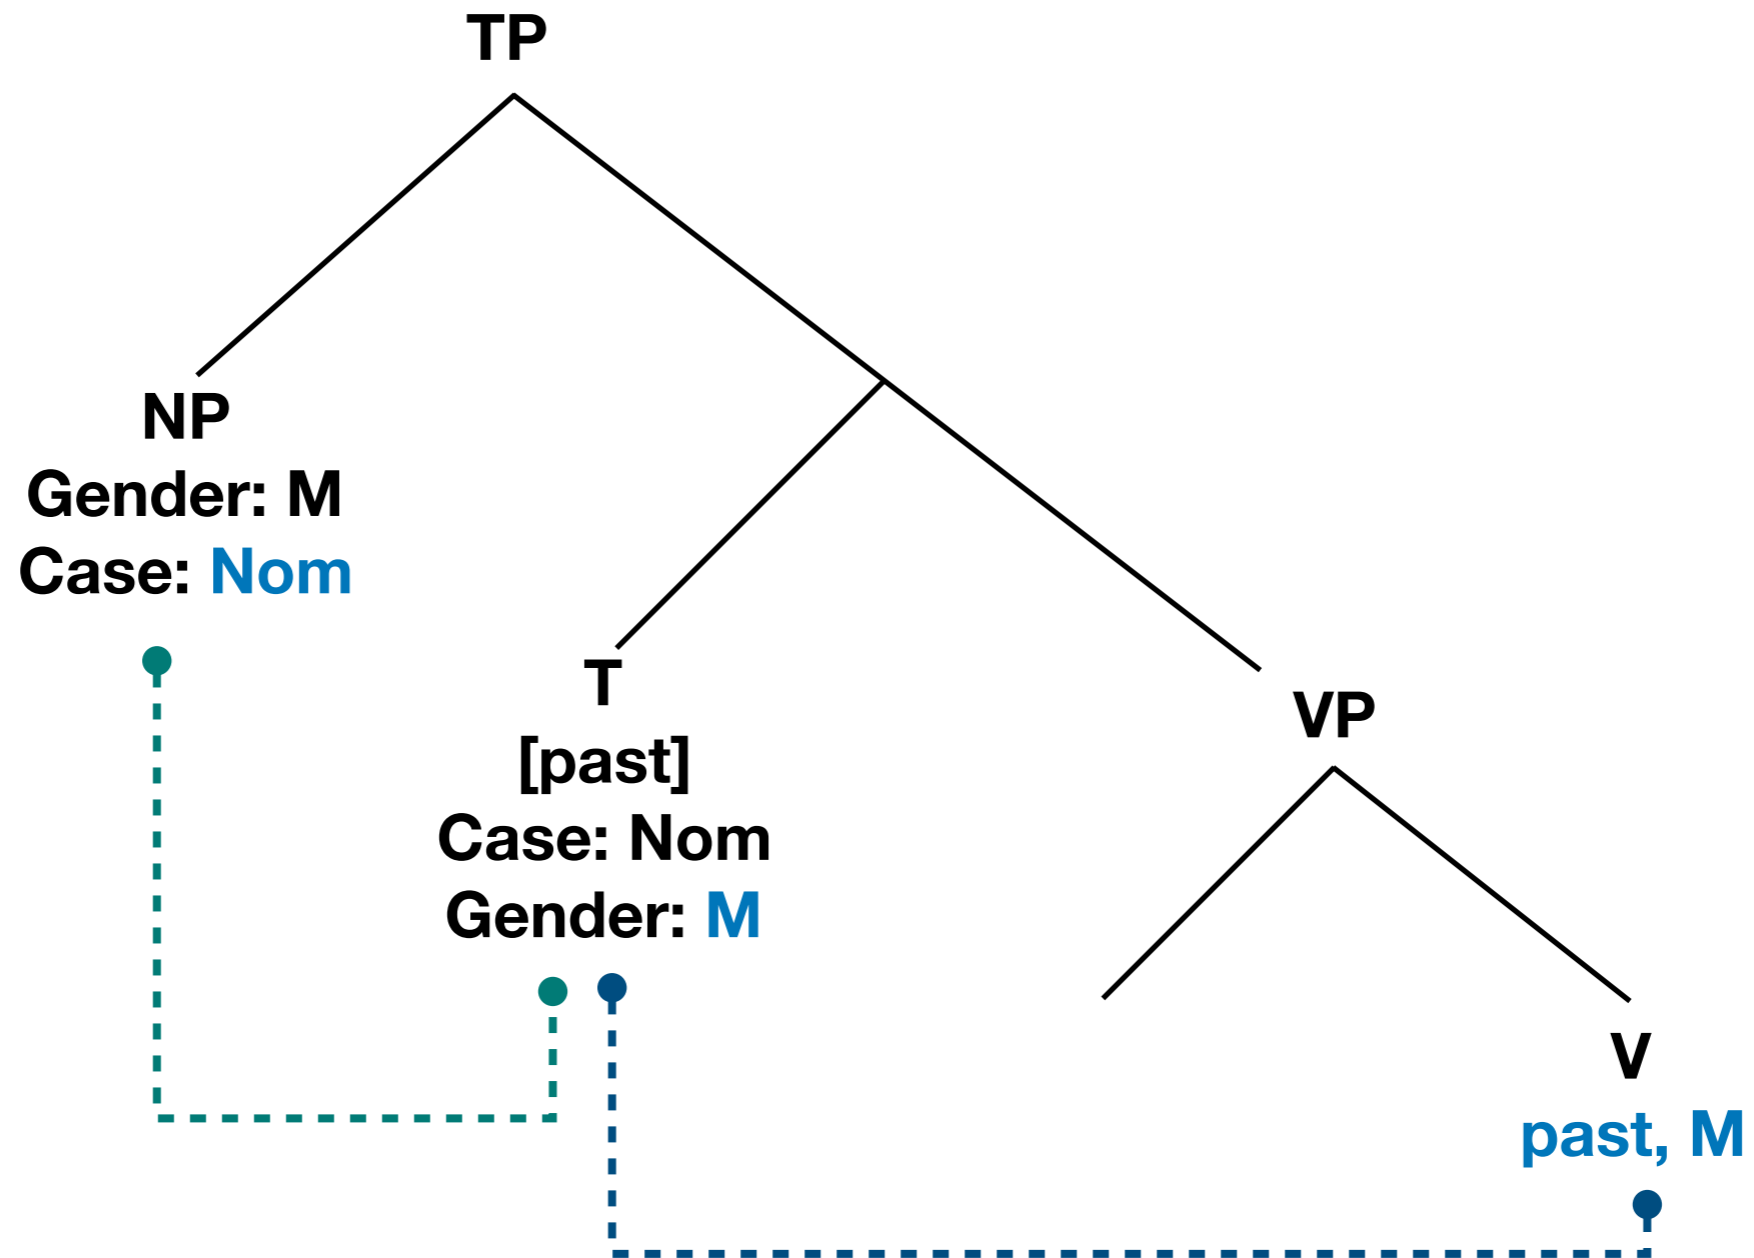 TP
NP
Gender: M
Case: Nom
T
[past]
Case: Nom
Gender: M
VP
V
past, M